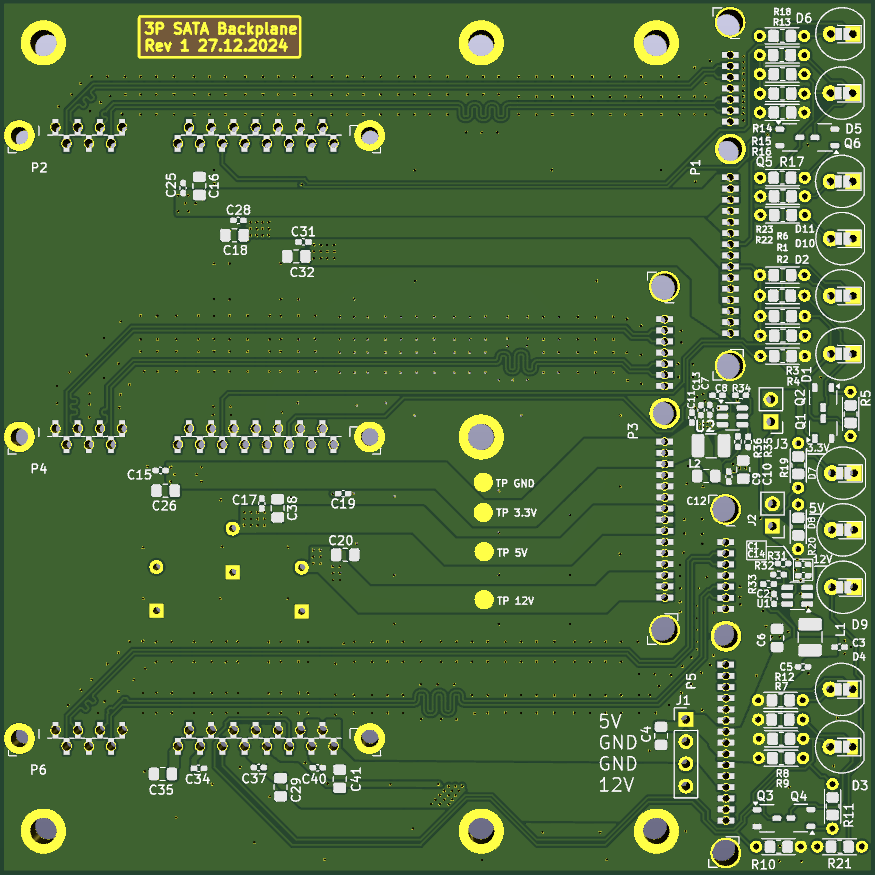 3P SATA Backplane
Rev 1 27.12.2024
R18
R13
D6
R14
R15
R16
D5
Q6
P2
P1
Q5
R17
C25
C16
C28
C18
C31
C32
R23
R22
R6
R1
D11
D10
R2
D2
R3
R4
D1
C11
C13
C7
C8
R34
Q2
Q1
R5
P3
P4
J3
R36
R35
3.3V
L2
C9
C10
R19
D7
C15
C26
C17
C38
C19
C20
TP GND
TP 3.3V
TP 5V
TP 12V
C12
J2
5V
D8
R20
C14
R31
R32
R33
12V
C2
U1
C6
L1
D9
C3
D4
C5
P5
R12
R7
J1
5V
GND
GND
12V
C4
P6
C35
C34
C37
C29
C40
C41
R8
R9
D3
Q3
Q4
R11
R10
R21